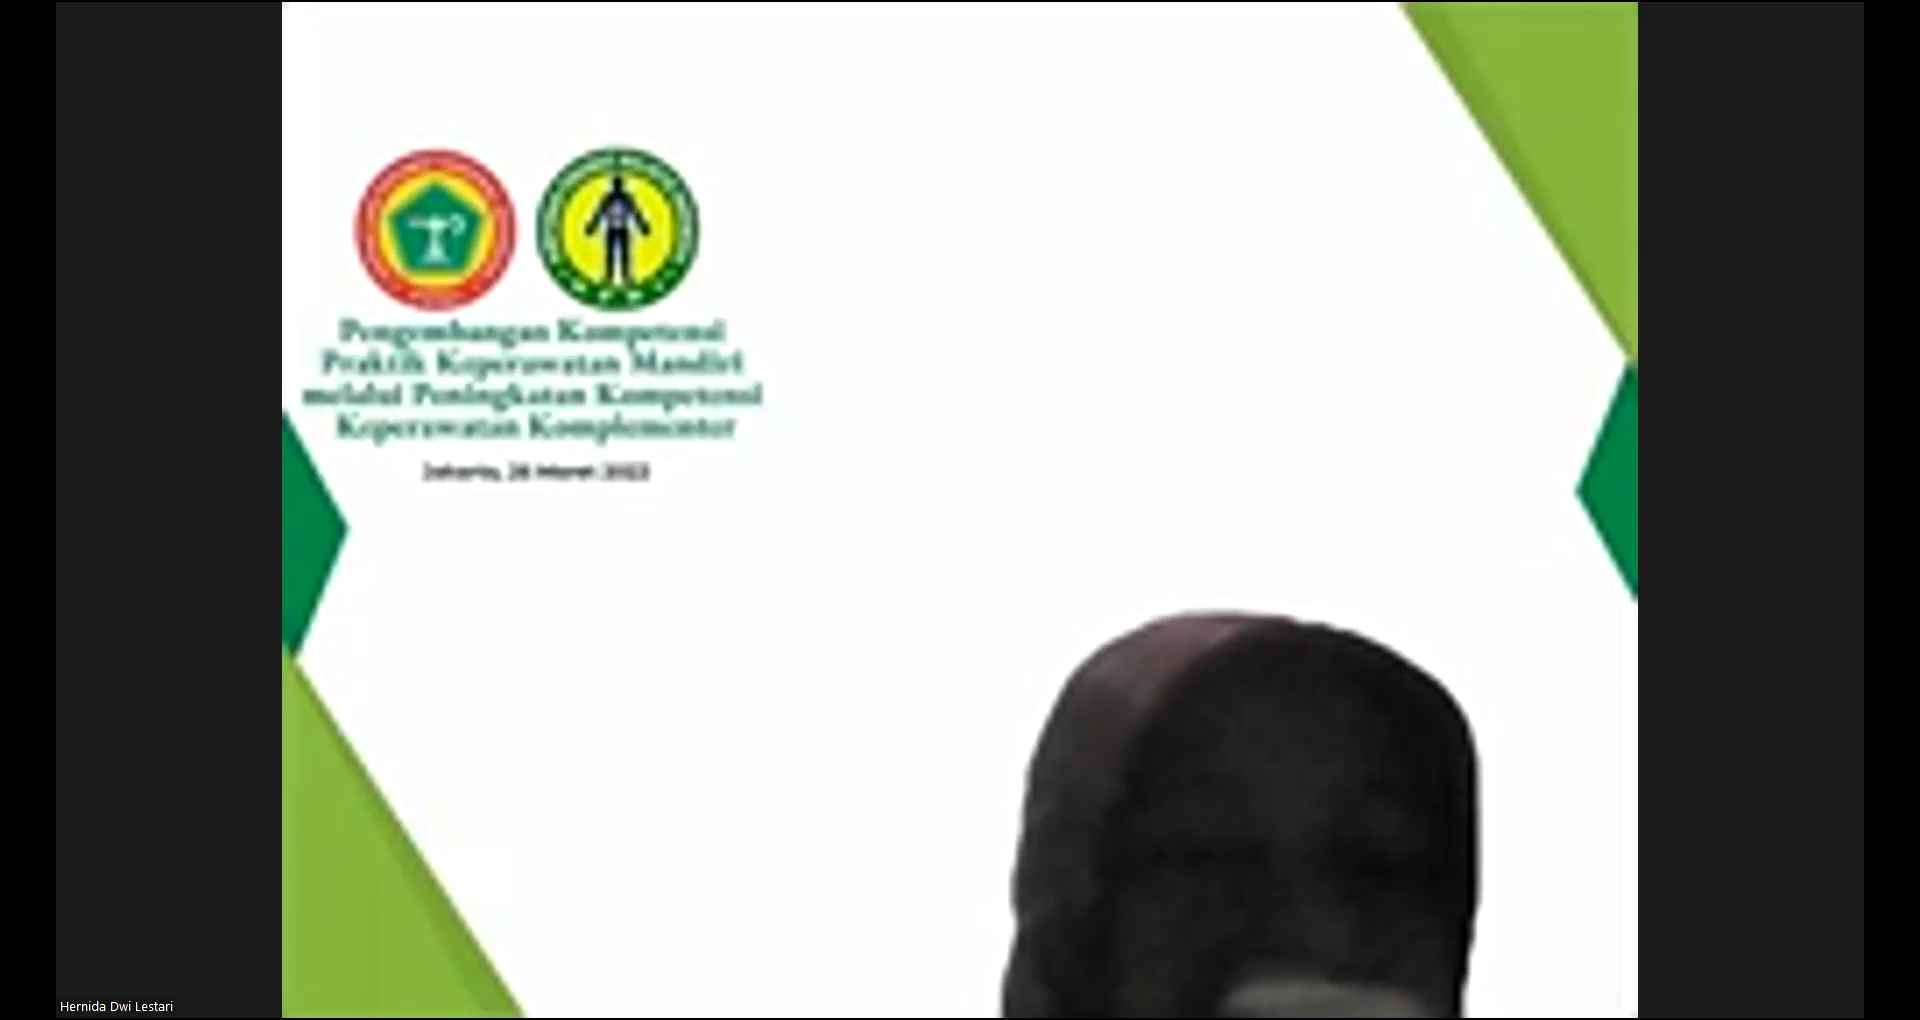 Pengembangan Kompetensi
Praktik Keperawatan Mandiri
melalui Peningkatan Kompetensi
Keperawatan Komplementer
Jakarta, 26 Maret 2022
Hernida Dwi Lestari